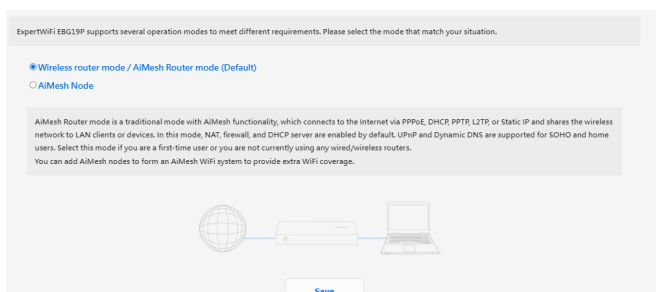 ExpertWiFi EBG19P supports several operation modes to meet different requirements. Please select the mode that match your situation.
Wireless router mode / AiMesh Router mode (Default)
AiMesh Node
AiMesh Router mode is a traditional mode with AiMesh functionality, which connects to the Internet via PPPoE, DHCP, PPTP, L2TP, or Static IP and shares the wireless
network to LAN clients or devices. In this mode, NAT, firewall, and DHCP server are enabled by default. UPnP and Dynamic DNS are supported for SOHO and home
users. Select this mode if you are a first-time user or you are not currently using any wired/wireless routers.
You can add AiMesh nodes to form an AiMesh WiFi system to provide extra WiFi coverage.
Save